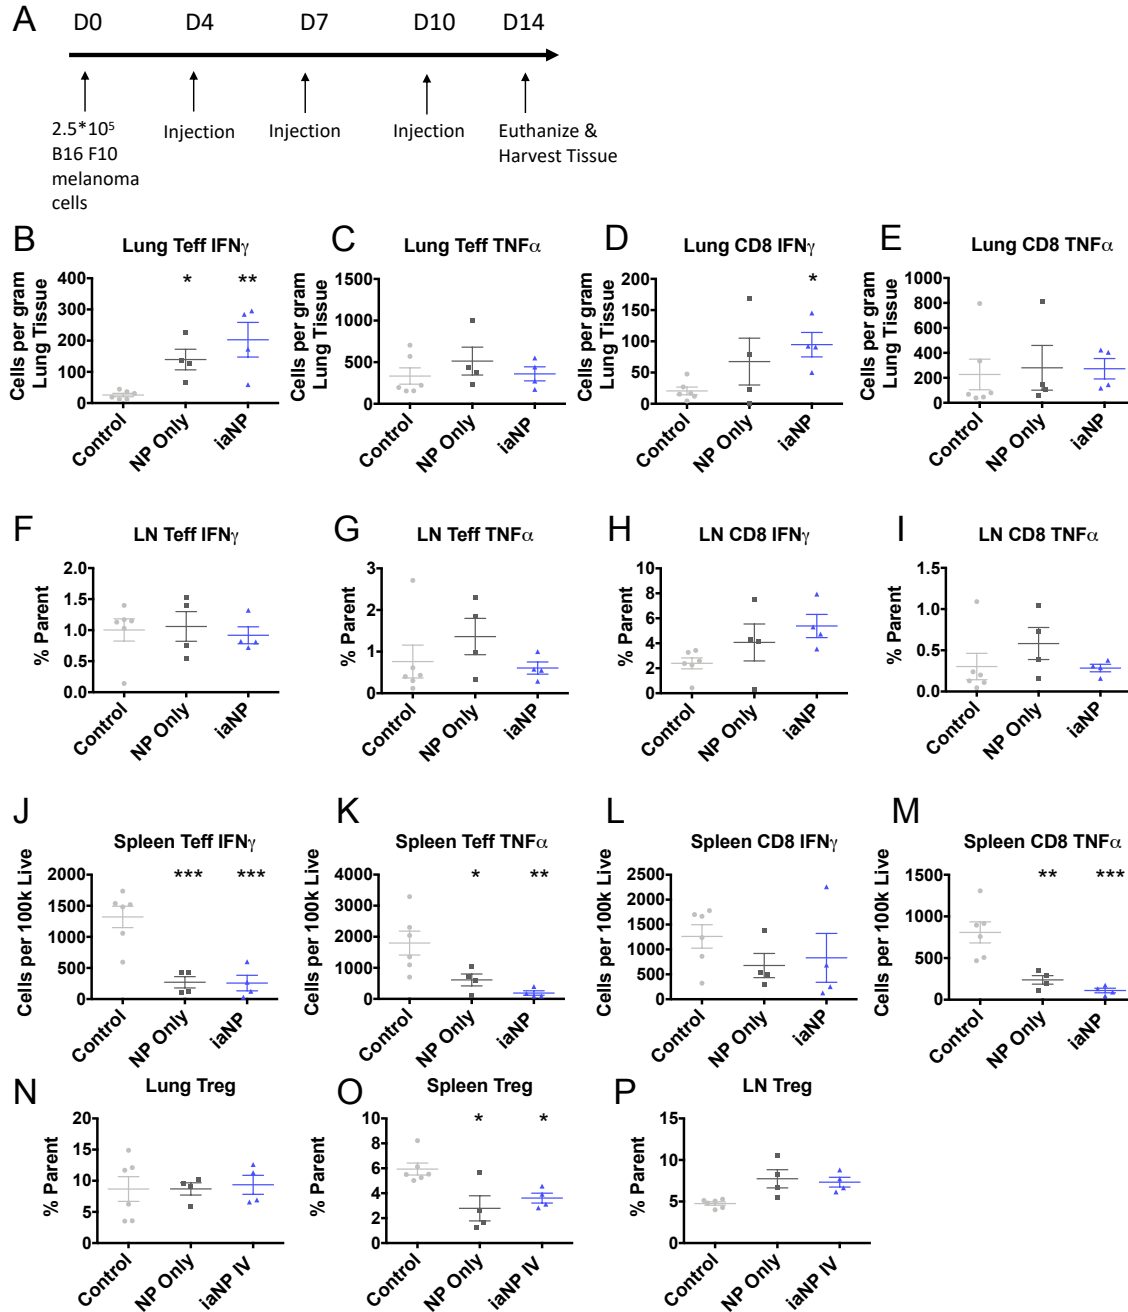 A
D0 D4 D7 D10 D14
2.5*10⁵
B16 F10
melanoma
cells
Injection
Injection
Injection
Euthanize &
Harvest Tissue
B
Lung Teff IFNγ
Cells per gram
Lung Tissue
400
300
200
100
0
* **
Control NP Only iaNP
C
Lung Teff TNFα
Cells per gram
Lung Tissue
1500
1000
500
0
Control NP Only iaNP
D
Lung CD8 IFNγ
Cells per gram
Lung Tissue
200
150
100
50
0
*
Control NP Only iaNP
E
Lung CD8 TNFα
Cells per gram
Lung Tissue
1000
800
600
400
200
0
Control NP Only iaNP
F
LN Teff IFNγ
% Parent
2.0
1.5
1.0
0.5
0.0
Control NP Only iaNP
G
LN Teff TNFα
% Parent
3
2
1
0
Control NP Only iaNP
H
LN CD8 IFNγ
% Parent
10
8
6
4
2
0
Control NP Only iaNP
I
LN CD8 TNFα
% Parent
1.5
1.0
0.5
0.0
Control NP Only iaNP
J
Spleen Teff IFNγ
Cells per 100k Live
2000
1500
1000
500
0
*** ***
Control NP Only iaNP
K
Spleen Teff TNFα
Cells per 100k Live
4000
3000
2000
1000
0
* **
Control NP Only iaNP
L
Spleen CD8 IFNγ
Cells per 100k Live
2500
2000
1500
1000
500
0
Control NP Only iaNP
M
Spleen CD8 TNFα
Cells per 100k Live
1500
1000
500
0
** ***
Control NP Only iaNP
N
Lung Treg
% Parent
20
15
10
5
0
Control NP Only iaNP IV
O
Spleen Treg
% Parent
10
8
6
4
2
0
* *
Control NP Only iaNP IV
P
LN Treg
% Parent
15
10
5
0
Control NP Only iaNP IV